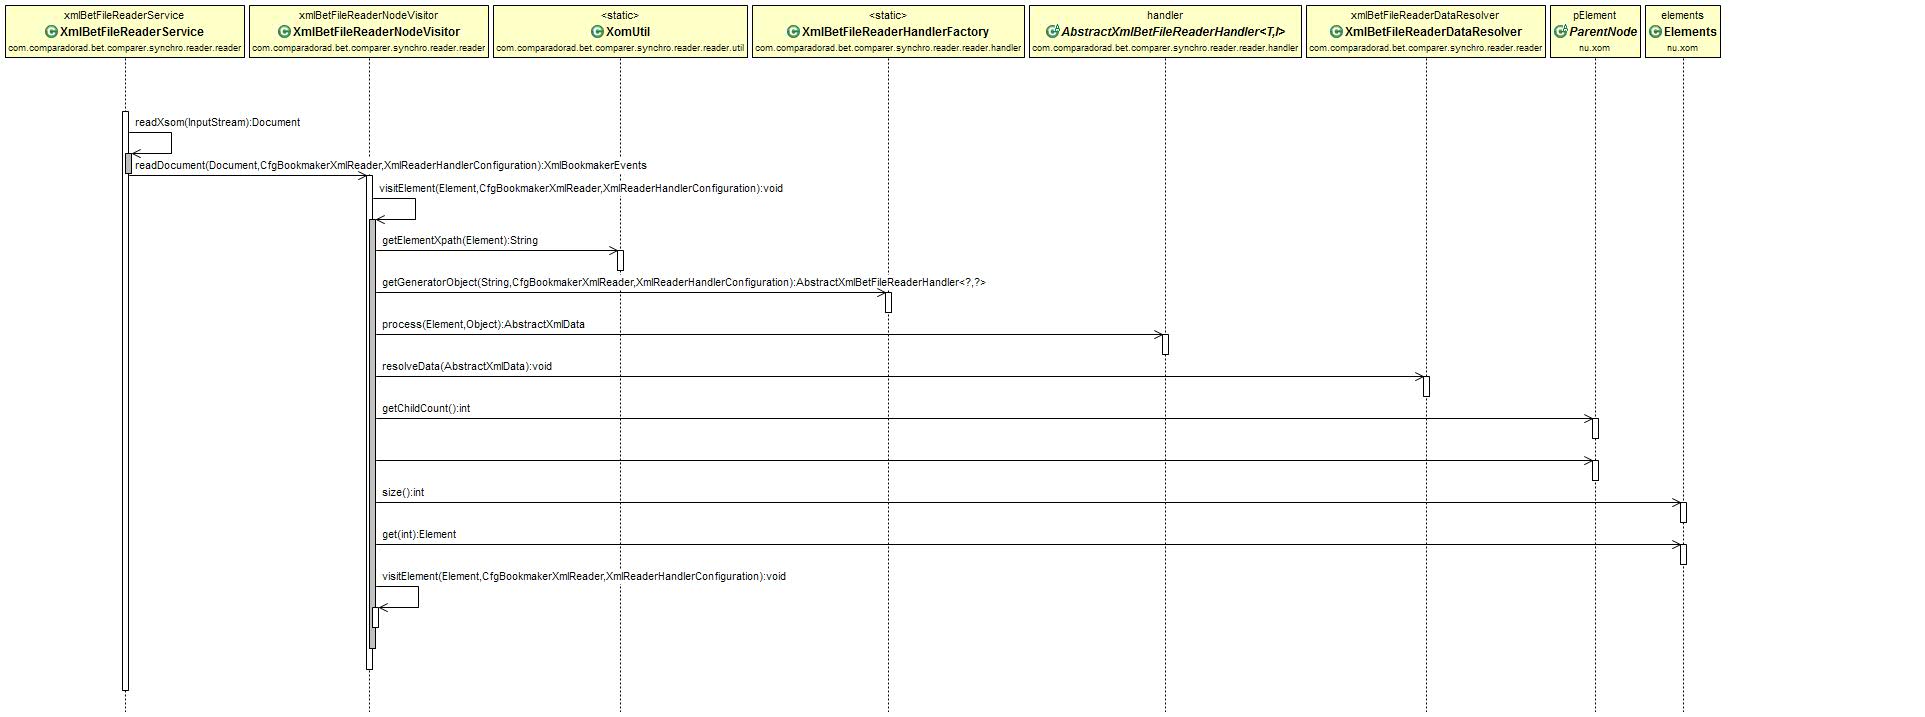 xmlBetFileReaderService
XmlBetFileReaderService
com.comparadorad.bet.comparer.synchro.reader.reader
xmlBetFileReaderNodeVisitor
XmlBetFileReaderNodeVisitor
com.comparadorad.bet.comparer.synchro.reader.reader
<static>
XomUtil
com.comparadorad.bet.comparer.synchro.reader.reader.util
<static>
XmlBetFileReaderHandlerFactory
com.comparadorad.bet.comparer.synchro.reader.reader.handler
handler
AbstractXmlBetFileReaderHandler<T,I>
com.comparadorad.bet.comparer.synchro.reader.reader.handler
xmlBetFileReaderDataResolver
XmlBetFileReaderDataResolver
com.comparadorad.bet.comparer.synchro.reader.reader
pElement
ParentNode
nu.xom
elements
Elements
nu.xom
readXsom(InputStream):Document
readDocument(Document,CfgBookmakerXmlReader,XmlReaderHandlerConfiguration):XmlBookmakerEvents
visitElement(Element,CfgBookmakerXmlReader,XmlReaderHandlerConfiguration):void
getElementXpath(Element):String
getGeneratorObject(String,CfgBookmakerXmlReader,XmlReaderHandlerConfiguration):AbstractXmlBetFileReaderHandler<?,?>
process(Element,Object):AbstractXmlData
resolveData(AbstractXmlData):void
getChildCount():int
size():int
get(int):Element
visitElement(Element,CfgBookmakerXmlReader,XmlReaderHandlerConfiguration):void